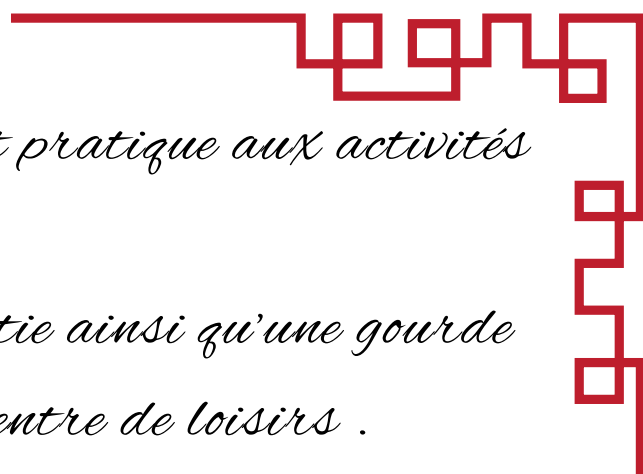 t pratique aux activités
tie ainsi qu'une gourde
entre de loisirs .